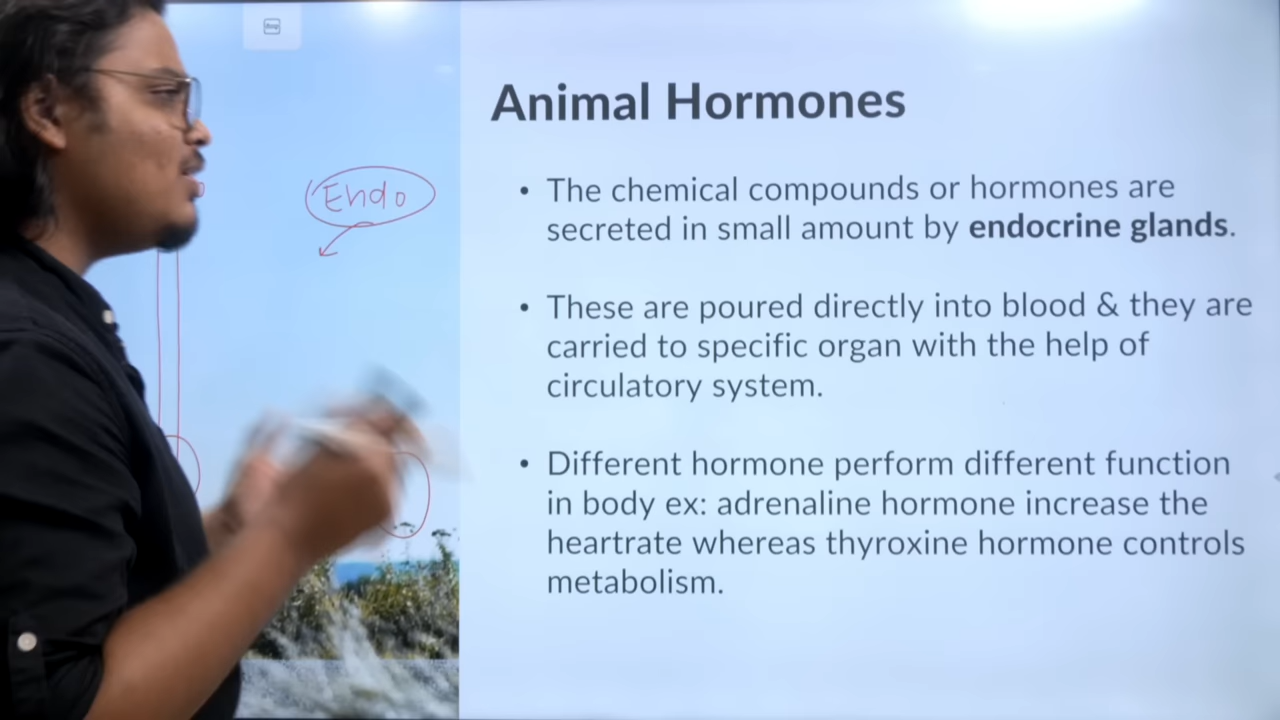 Endo
Animal Hormones
• The chemical compounds or hormones are
secreted in small amount by endocrine glands.
• These are poured directly into blood & they are
carried to specific organ with the help of
circulatory system.
• Different hormone perform different function
in body ex: adrenaline hormone increase the
heartrate whereas thyroxine hormone controls
metabolism.